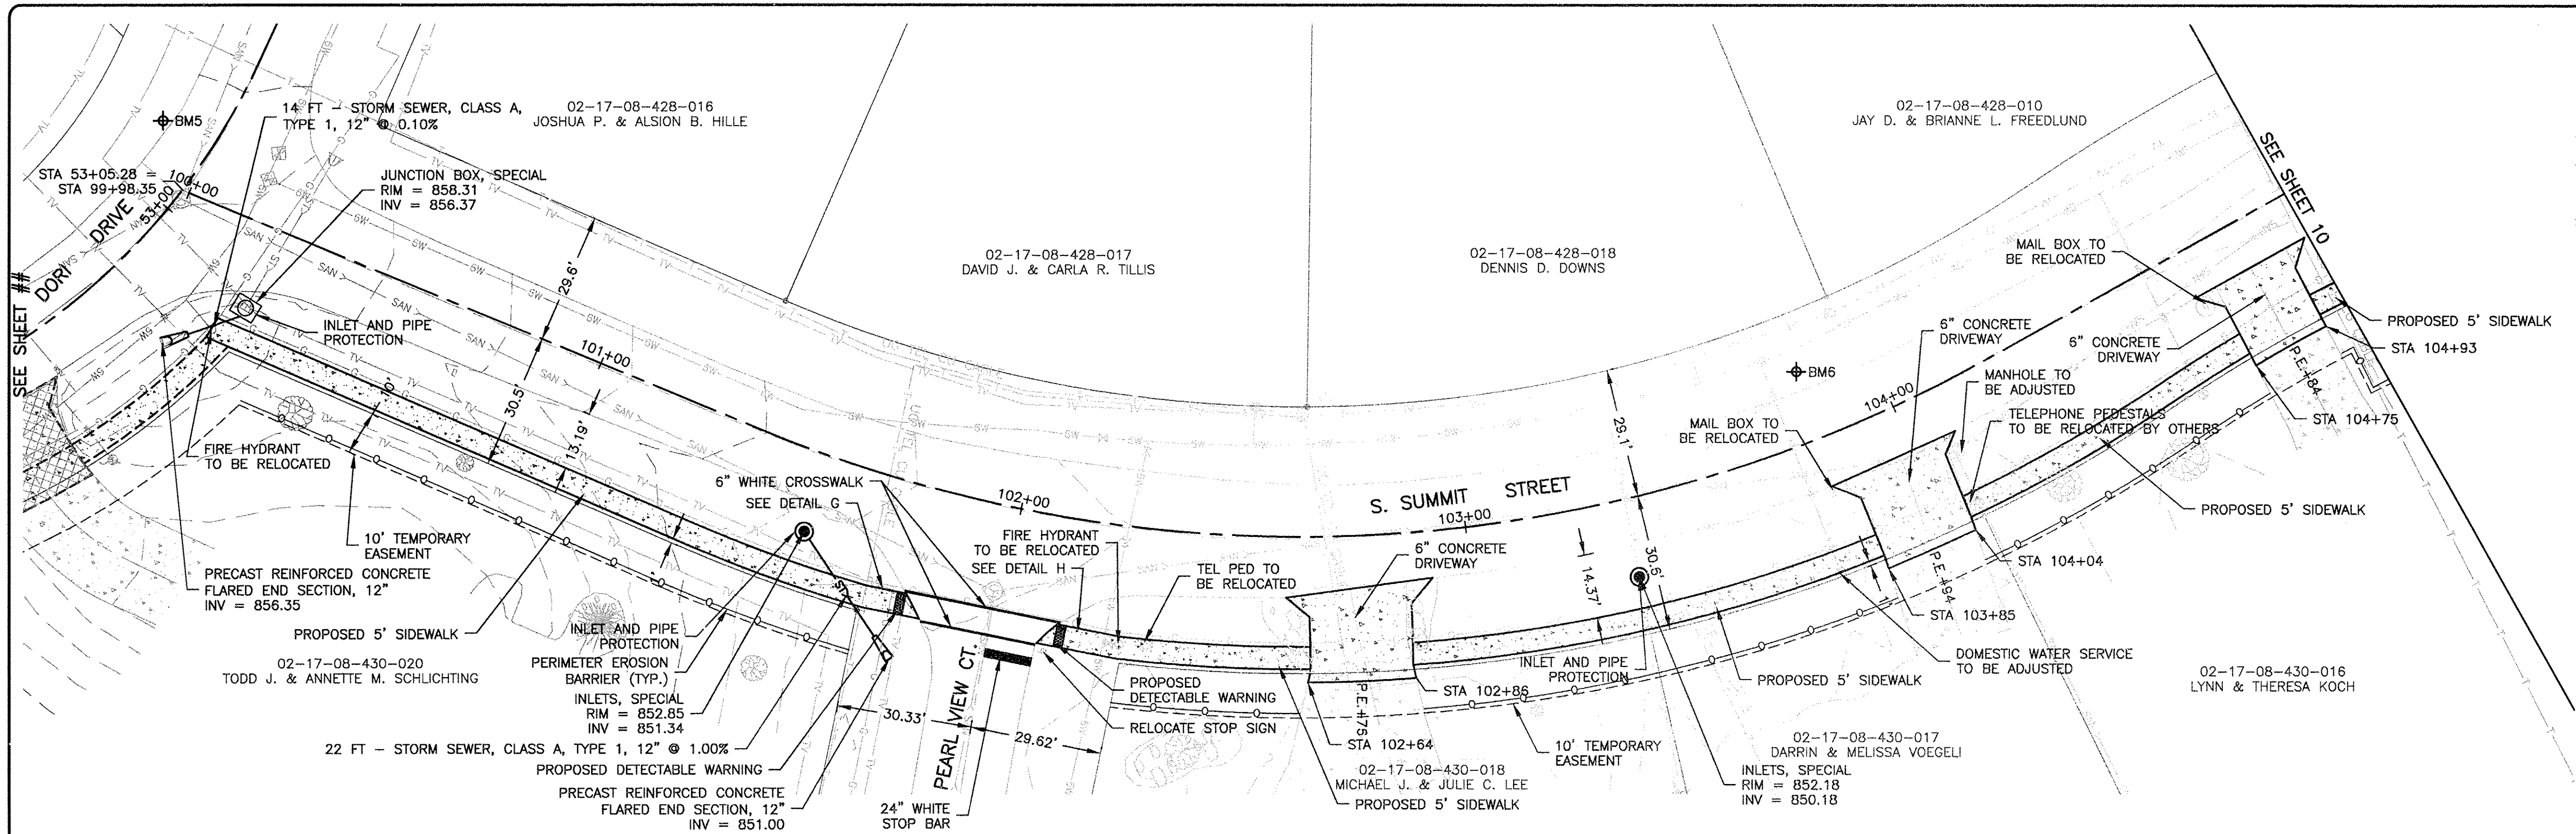 14 FT - STORM SEWER, CLASS A,
TYPE 1, 12" @ 0.10%
02-17-08-428-016
JOSHUA P. & ALSION B. HILLE
02-17-08-428-010
JAY D. & BRIANNE L. FREEDLUND
BM5
STA 53+05.28 =
STA 99+98.35
100+00
53+00
DORI DRIVE
SEE SHEET ##
JUNCTION BOX, SPECIAL
RIM = 858.31
INV = 856.37
INLET AND PIPE
PROTECTION
29.6'
02-17-08-428-017
DAVID J. & CARLA R. TILLIS
02-17-08-428-018
DENNIS D. DOWNS
SEE SHEET 10
MAIL BOX TO
BE RELOCATED
6" CONCRETE
DRIVEWAY
6" CONCRETE
DRIVEWAY
PROPOSED 5' SIDEWALK
STA 104+93
P.E.+84
STA 104+75
MANHOLE TO
BE ADJUSTED
TELEPHONE PEDESTALS
TO BE RELOCATED BY OTHERS
BM6
104+00
MAIL BOX TO
BE RELOCATED
29.1'
101+00
30.5'
13.19'
10'
FIRE HYDRANT
TO BE RELOCATED
6" WHITE CROSSWALK
SEE DETAIL G
102+00
S. SUMMIT STREET
103+00
PROPOSED 5' SIDEWALK
10' TEMPORARY
EASEMENT
FIRE HYDRANT
TO BE RELOCATED
SEE DETAIL H
TEL PED TO
BE RELOCATED
6" CONCRETE
DRIVEWAY
14.37'
30.6'
1'
1'
P.E.+94
STA 104+04
STA 103+85
PRECAST REINFORCED CONCRETE
FLARED END SECTION, 12"
INV = 856.35
PROPOSED 5' SIDEWALK
INLET AND PIPE
PROTECTION
02-17-08-430-020
TODD J. & ANNETTE M. SCHLICHTING
PERIMETER EROSION
BARRIER (TYP.)
INLETS, SPECIAL
RIM = 852.85
INV = 851.34
22 FT - STORM SEWER, CLASS A, TYPE 1, 12" @ 1.00%
PROPOSED DETECTABLE WARNING
PRECAST REINFORCED CONCRETE
FLARED END SECTION, 12"
INV = 851.00
30.33'
PEARL VIEW CT.
29.62'
24" WHITE
STOP BAR
PROPOSED
DETECTABLE WARNING
RELOCATE STOP SIGN
STA 102+86
P.E.+75
STA 102+64
02-17-08-430-018
MICHAEL J. & JULIE C. LEE
PROPOSED 5' SIDEWALK
INLET AND PIPE
PROTECTION
PROPOSED 5' SIDEWALK
DOMESTIC WATER SERVICE
TO BE ADJUSTED
10' TEMPORARY
EASEMENT
02-17-08-430-017
DARRIN & MELISSA VOEGELI
INLETS, SPECIAL
RIM = 852.18
INV = 850.18
02-17-08-430-016
LYNN & THERESA KOCH